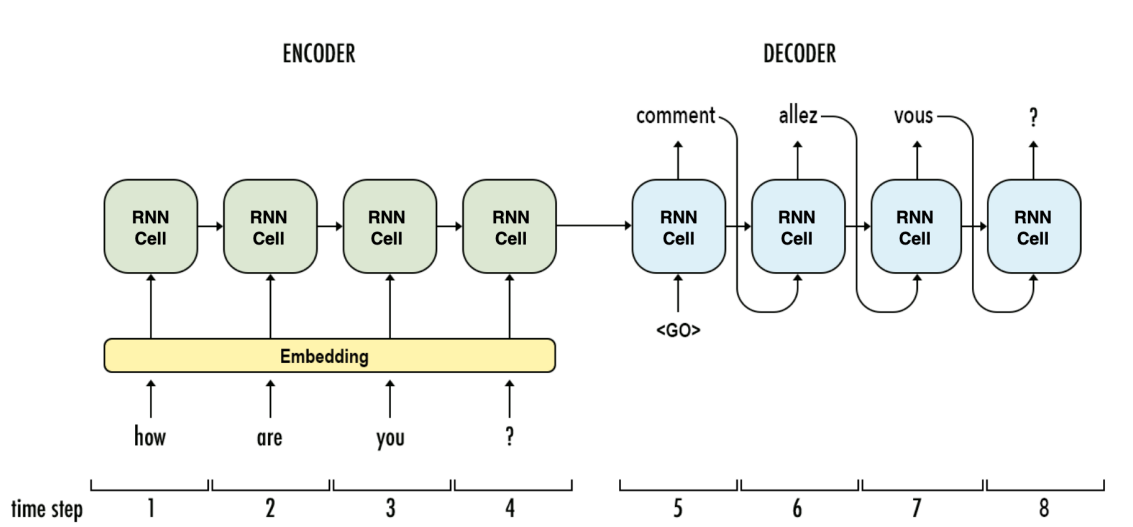 ENCODER
DECODER
comment
allez
vous
?
RNN
Cell
RNN
Cell
RNN
Cell
RNN
Cell
RNN
Cell
RNN
Cell
RNN
Cell
RNN
Cell
<GO>
Embedding
how
are
you
?
time step
1
2
3
4
5
6
7
8